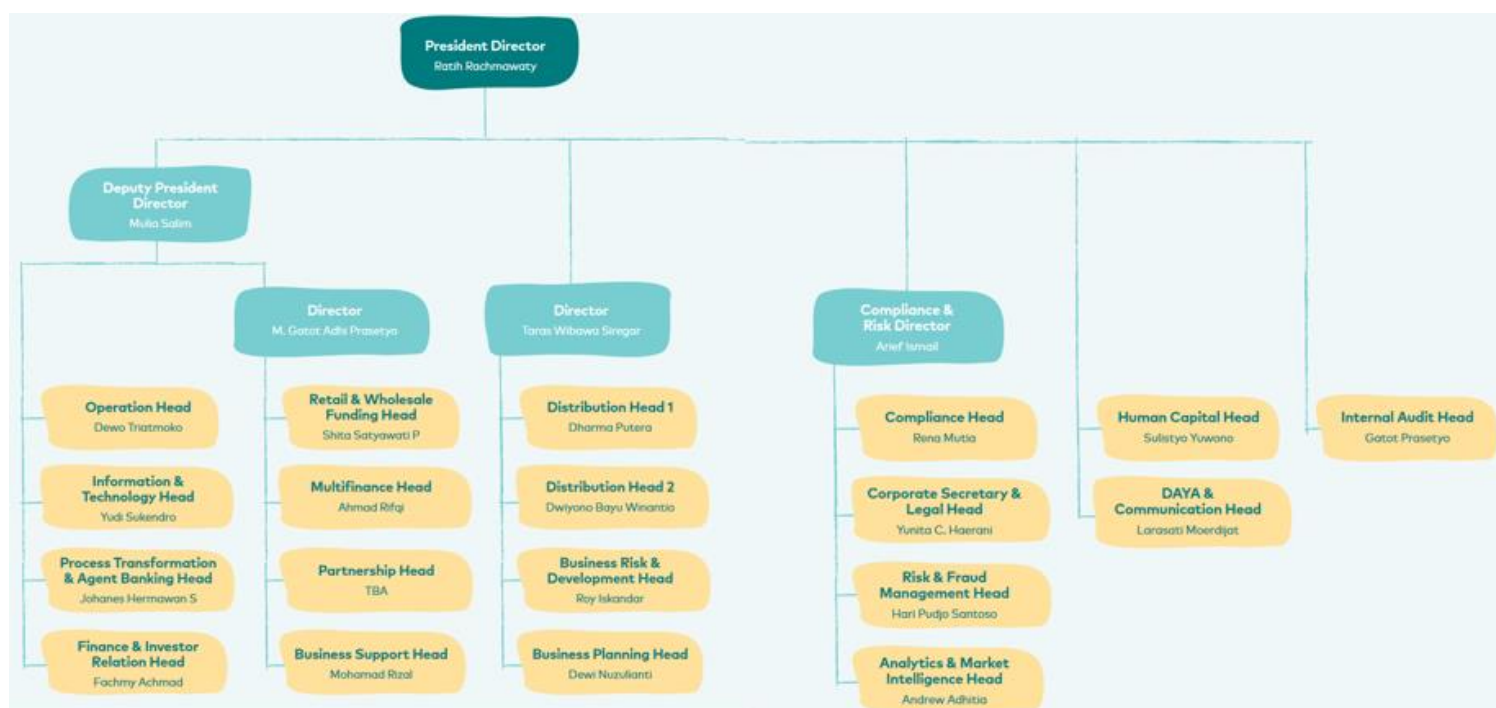 President Director
Ratih Rachmawaty
Deputy President
Director
Mulia Salim
Director
M. Gatot Adhi Prasetyo
Director
Taras Wibawa Siregar
Compliance &
Risk Director
Arief Ismail
Operation Head
Dewo Triatmoko
Information &
Technology Head
Yudi Sukendro
Process Transformation
& Agent Banking Head
Johanes Hermawan S
Finance & Investor
Relation Head
Fachmy Achmad
Retail & Wholesale
Funding Head
Shita Satyawati P
Multifinance Head
Ahmad Rifqi
Partnership Head
TBA
Business Support Head
Mohamad Rizal
Distribution Head 1
Dharma Putera
Distribution Head 2
Dwiyono Bayu Winantio
Business Risk &
Development Head
Roy Iskandar
Business Planning Head
Dewi Nuzulianti
Compliance Head
Rena Mutia
Corporate Secretary &
Legal Head
Yunita C. Haerani
Risk & Fraud
Management Head
Hari Pudjo Santoso
Analytics & Market
Intelligence Head
Andrew Adhitia
Human Capital Head
Sulistyo Yuwono
DAYA &
Communication Head
Larasati Moerdijat
Internal Audit Head
Gatot Prasetyo